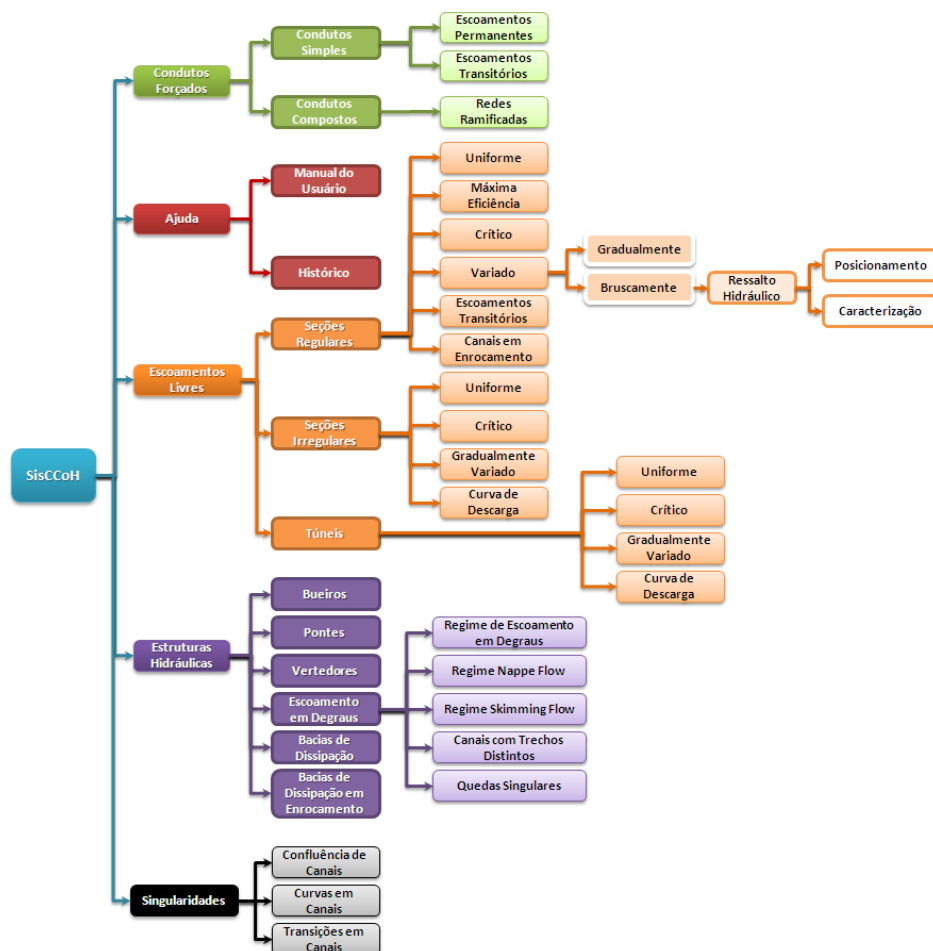 SisCCoH
Condutos
Forçados
Condutos
Simples
Escoamentos
Permanentes
Escoamentos
Transitórios
Condutos
Compostos
Redes
Ramificadas
Ajuda
Manual do
Usuário
Histórico
Escoamentos
Livres
Seções
Regulares
Uniforme
Máxima
Eficiência
Crítico
Variado
Gradualmente
Bruscamente
Ressalto
Hidráulico
Posicionamento
Caracterização
Escoamentos
Transitórios
Canais em
Enrocamento
Seções
Irregulares
Uniforme
Crítico
Gradualmente
Variado
Curva de
Descarga
Túneis
Uniforme
Crítico
Gradualmente
Variado
Curva de
Descarga
Estruturas
Hidráulicas
Bueiros
Pontes
Vertedores
Escoamento
em Degraus
Regime de Escoamento
em Degraus
Regime Nappe Flow
Regime Skimming Flow
Canais com Trechos
Distintos
Quedas Singulares
Bacias de
Dissipação
Bacias de
Dissipação em
Enrocamento
Singularidades
Confluência de
Canais
Curvas em
Canais
Transições em
Canais